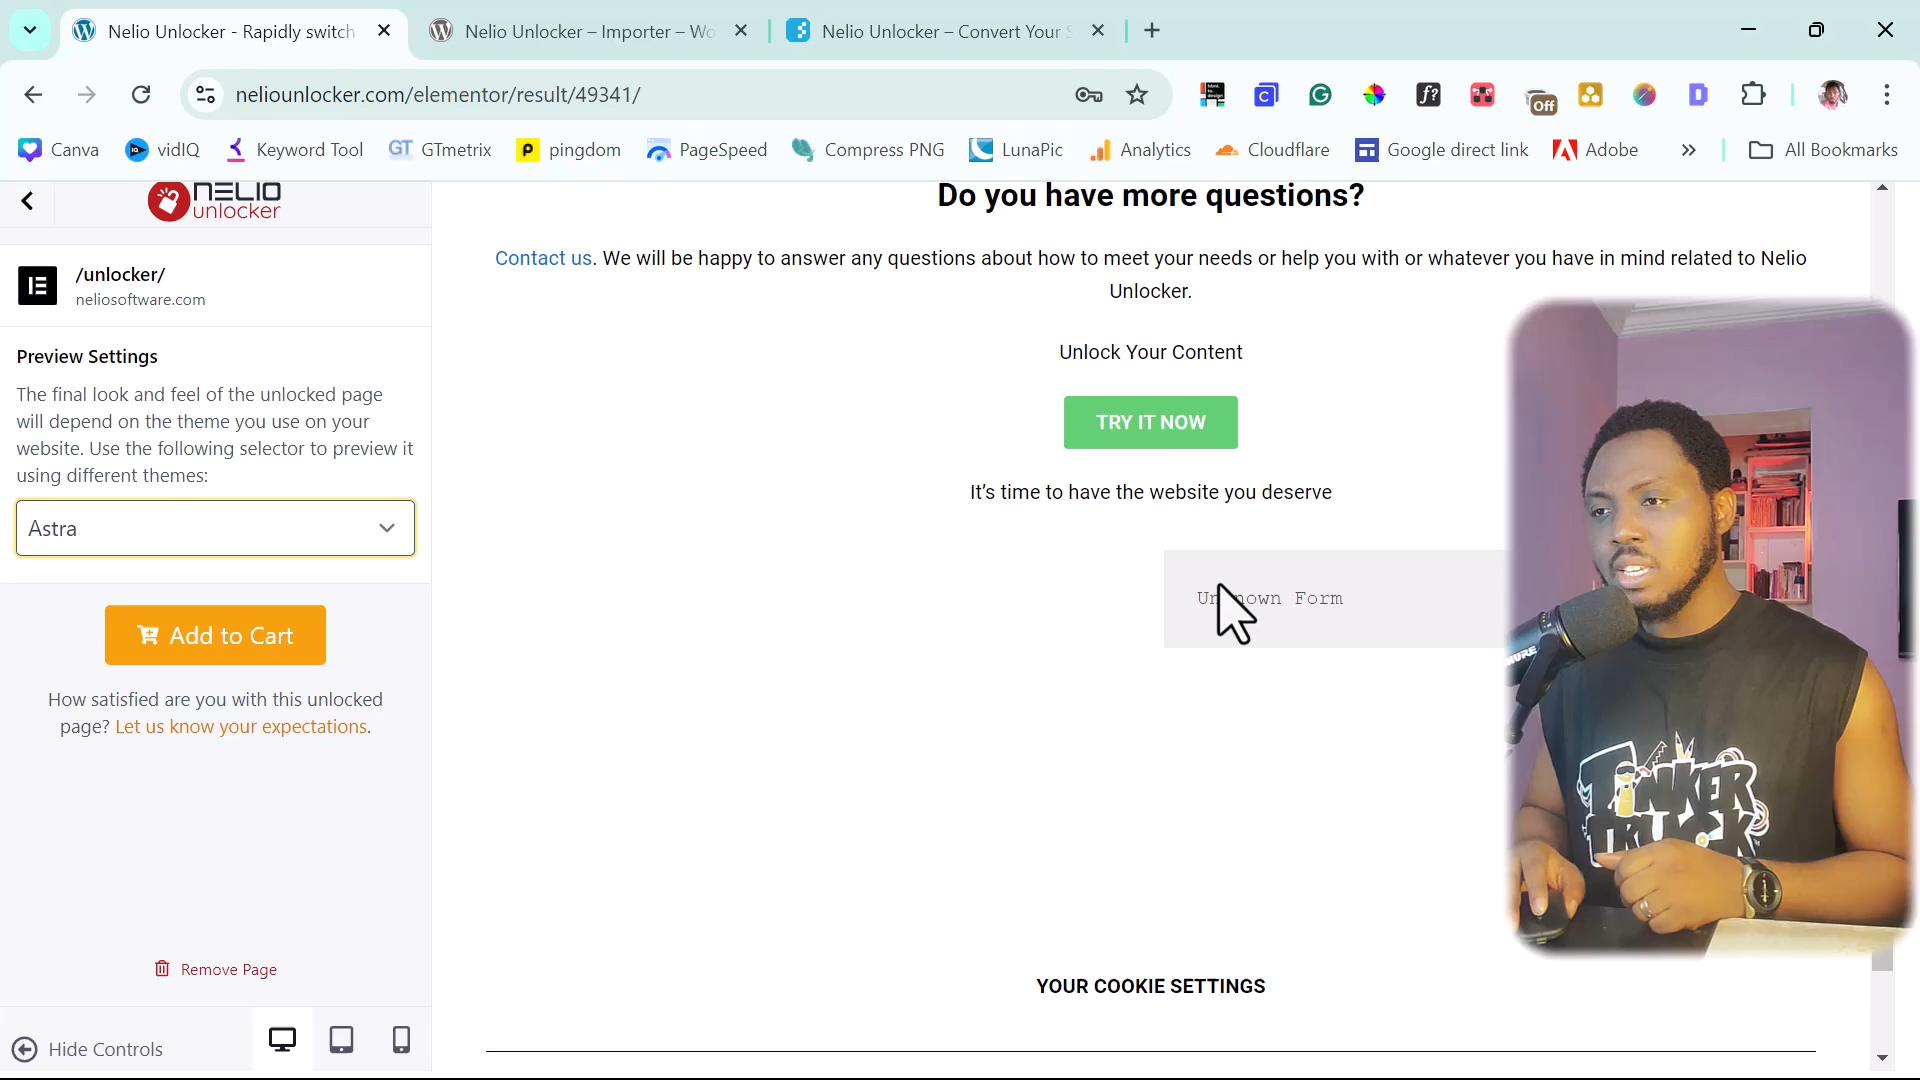 Nelio Unlocker - Rapidly switch
Nelio Unlocker – Importer – Wo
Nelio Unlocker – Convert Your S
neliounlocker.com/elementor/result/49341/
Off
Canva
vidIQ
Keyword Tool
GT GTmetrix
pingdom
PageSpeed
Compress PNG
LunaPic
Analytics
Cloudflare
Google direct link
Adobe
All Bookmarks
NELIO
unlocker
/unlocker/
neliosoftware.com
Preview Settings
The final look and feel of the unlocked page
will depend on the theme you use on your
website. Use the following selector to preview it
using different themes:
Astra
Add to Cart
How satisfied are you with this unlocked
page? Let us know your expectations.
Remove Page
Hide Controls
Do you have more questions?
Contact us. We will be happy to answer any questions about how to meet your needs or help you with or whatever you have in mind related to Nelio
Unlocker.
Unlock Your Content
TRY IT NOW
It’s time to have the website you deserve
Unknown Form
YOUR COOKIE SETTINGS